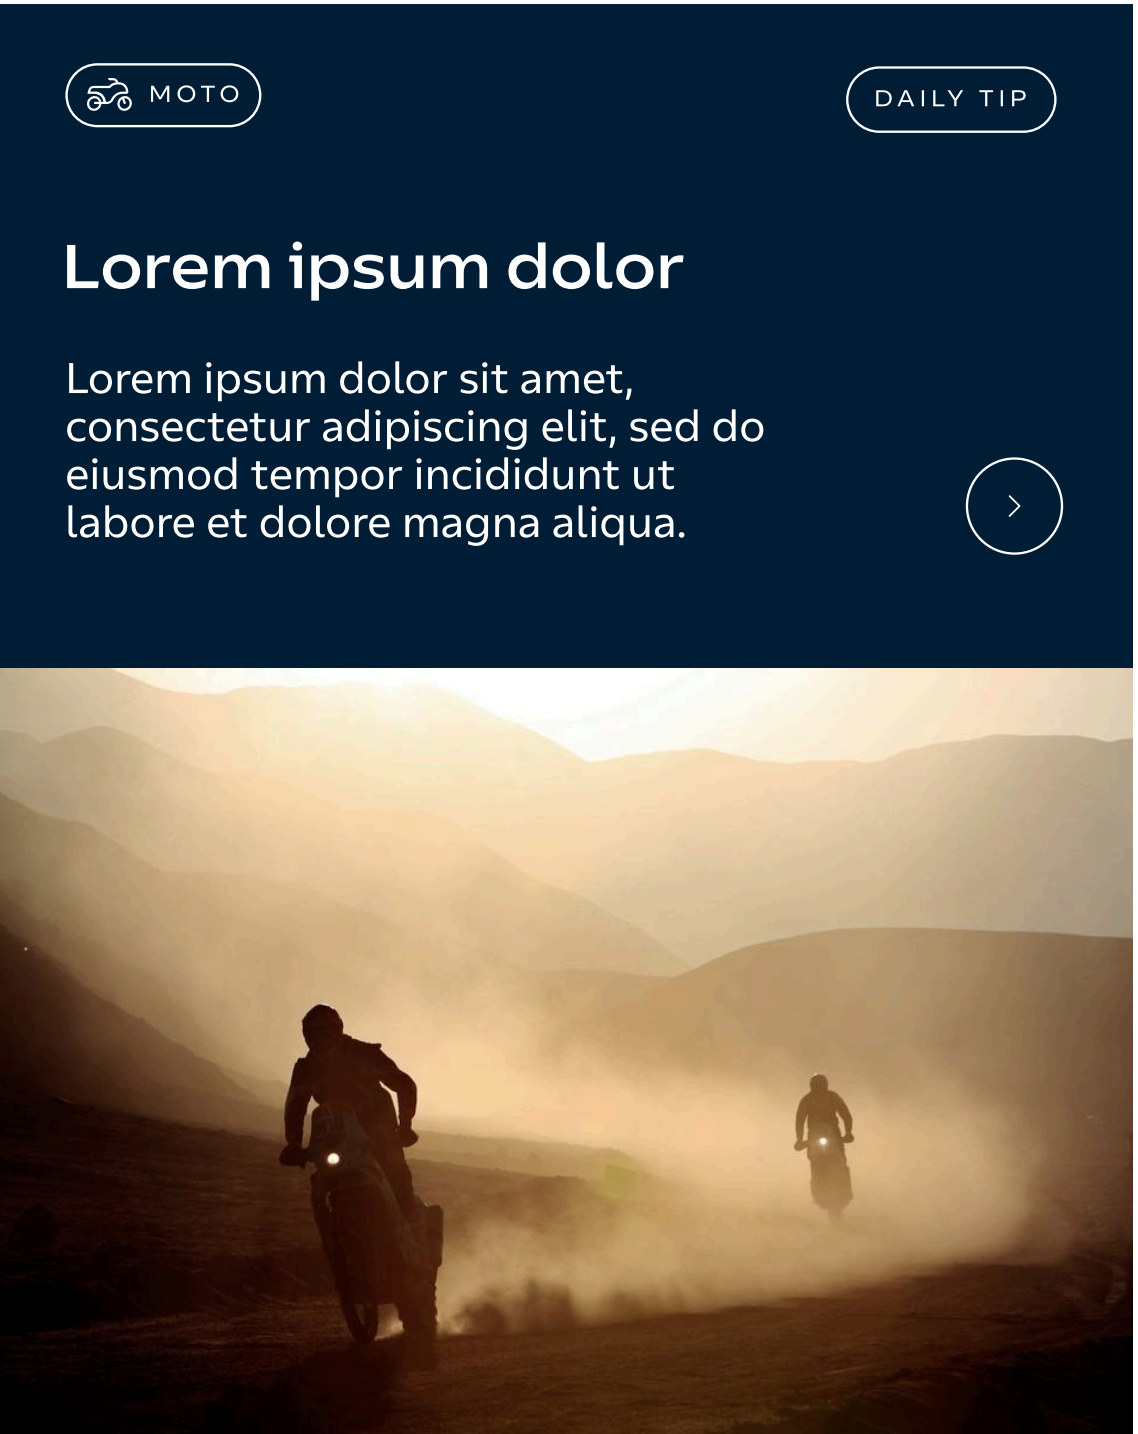 MOTO
DAILY TIP
Lorem ipsum dolor
Lorem ipsum dolor sit amet,
consectetur adipiscing elit, sed do
eiusmod tempor incididunt ut
labore et dolore magna aliqua.